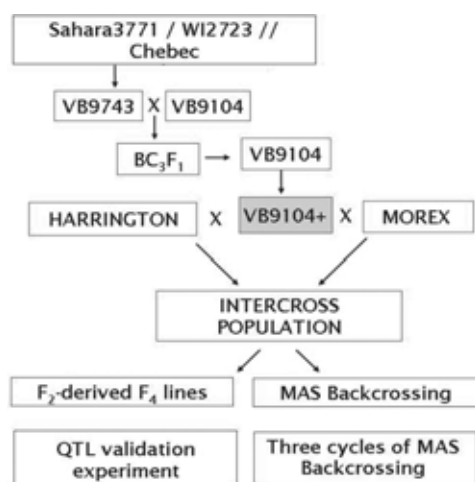 Sahara3771 / WI2723 //
Chebec
VB9743 X VB9104
BC₃F₁
VB9104
HARRINGTON X VB9104+ X MOREX
INTERCROSS
POPULATION
F₂-derived F₄ lines
MAS Backcrossing
QTL validation
experiment
Three cycles of MAS
Backcrossing